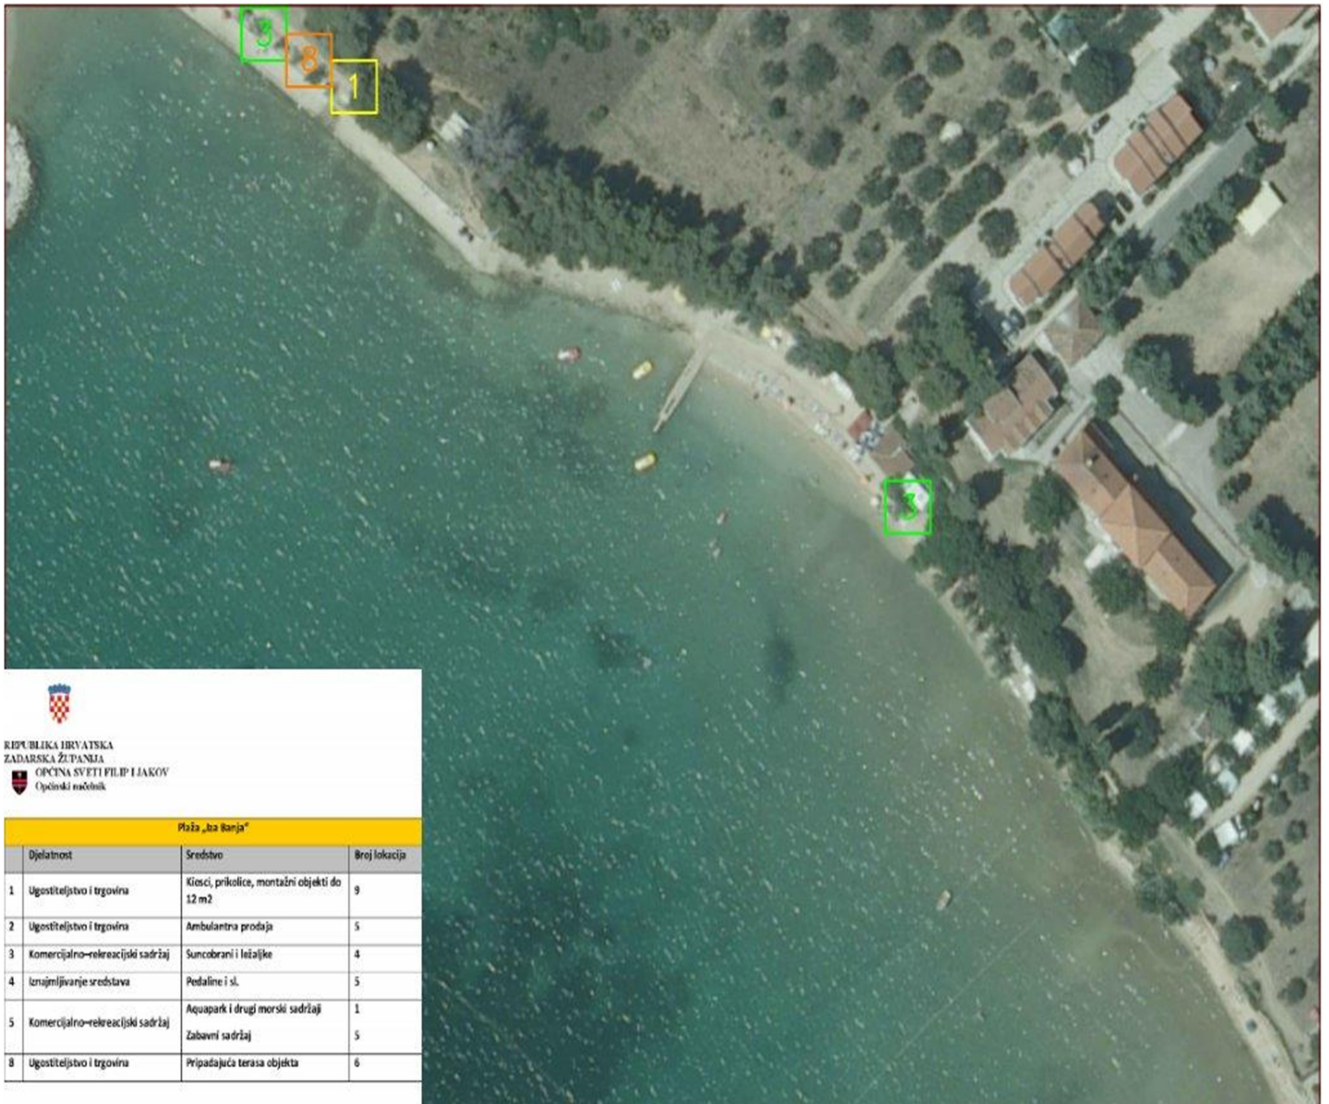 3
8
1
3
REPUBLIKA HRVATSKA
ZADARSKA ŽUPANIJA
OPĆINA SVETI FILIP I JAKOV
Općinski načelnik
Plaža „Iza Banja“
Djelatnost Sredstvo Broj lokacija
1 Ugostiteljstvo i trgovina Kiosci, prikolice, montažni objekti do 12 m2 9
2 Ugostiteljstvo i trgovina Ambulantna prodaja 5
3 Komercijalno–rekreacijski sadržaj Suncobrani i ležaljke 4
4 Iznajmljivanje sredstava Pedaline i sl. 5
5 Komercijalno–rekreacijski sadržaj Aquapark i drugi morski sadržaji 1
Zabavni sadržaj 5
8 Ugostiteljstvo i trgovina Pripadajuća terasa objekta 6